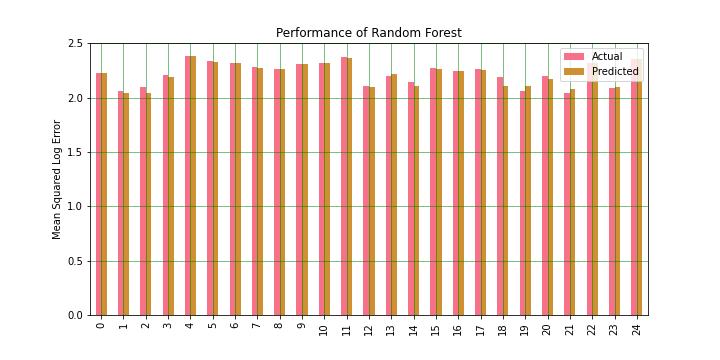 Performance of Random Forest
Actual
Predicted
Mean Squared Log Error
2.5
2.0
1.5
1.0
0.5
0.0
0 1 2 3 4 5 6 7 8 9 10 11 12 13 14 15 16 17 18 19 20 21 22 23 24